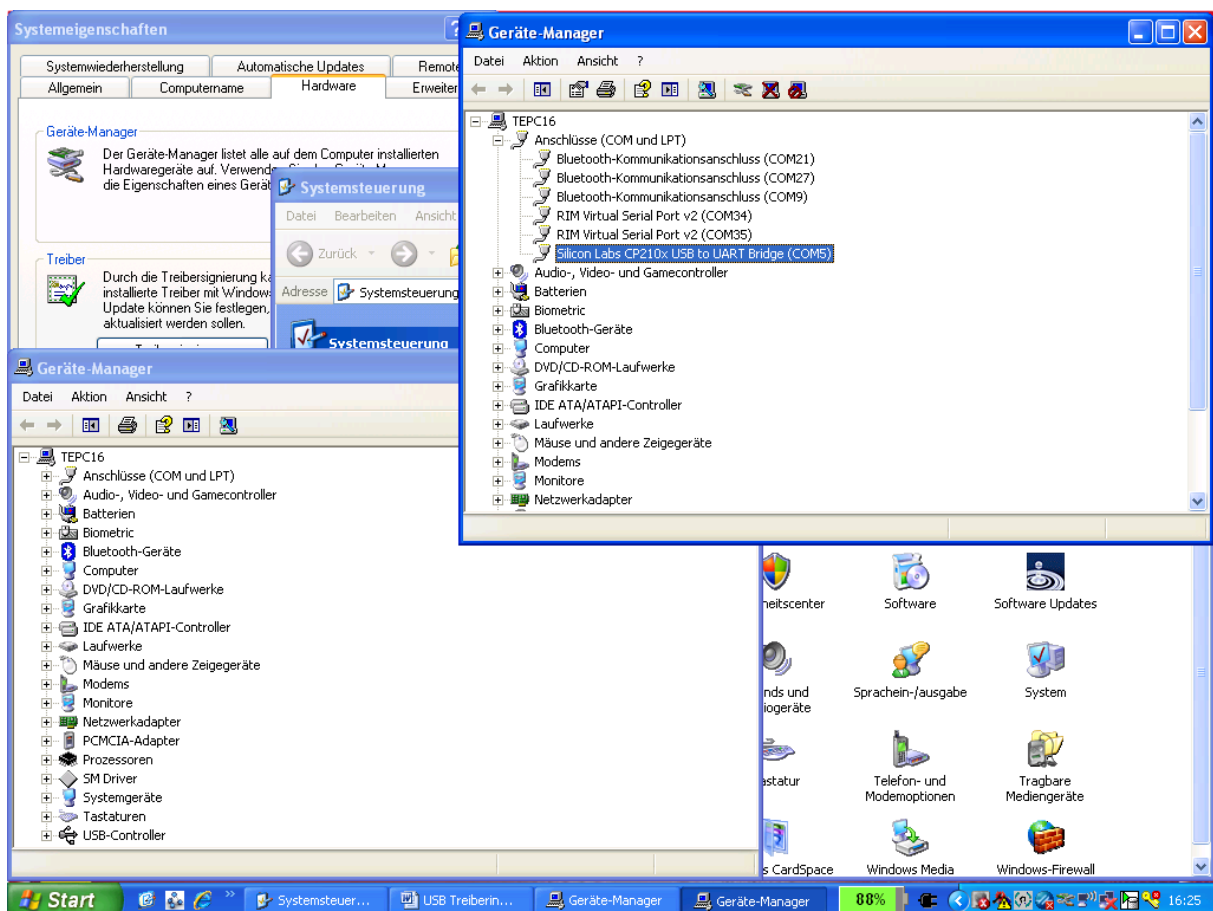 Systemeigenschaften
Systemwiederherstellung
Automatische Updates
Remote
Allgemein
Computername
Hardware
Erweiter
Geräte-Manager
Der Geräte-Manager listet alle auf dem Computer installierten
Hardwaregeräte auf. Verwende
die Eigenschaften eines Gerät
Treiber
Durch die Treibersignierung ka
installierte Treiber mit Window
Update können Sie festlegen,
aktualisiert werden sollen.
Systemsteuerung
Datei Bearbeiten Ansicht
Zurück
Adresse Systemsteuerung
Systemsteuerung
Geräte-Manager
Datei Aktion Ansicht ?
TEPC16
Anschlüsse (COM und LPT)
Bluetooth-Kommunikationsanschluss (COM21)
Bluetooth-Kommunikationsanschluss (COM27)
Bluetooth-Kommunikationsanschluss (COM9)
RIM Virtual Serial Port v2 (COM34)
RIM Virtual Serial Port v2 (COM35)
Silicon Labs CP210x USB to UART Bridge (COM5)
Audio-, Video- und Gamecontroller
Batterien
Biometric
Bluetooth-Geräte
Computer
DVD/CD-ROM-Laufwerke
Grafikkarte
IDE ATA/ATAPI-Controller
Laufwerke
Mäuse und andere Zeigegeräte
Modems
Monitore
Netzwerkadapter
Geräte-Manager
Datei Aktion Ansicht ?
TEPC16
Anschlüsse (COM und LPT)
Audio-, Video- und Gamecontroller
Batterien
Biometric
Bluetooth-Geräte
Computer
DVD/CD-ROM-Laufwerke
Grafikkarte
IDE ATA/ATAPI-Controller
Laufwerke
Mäuse und andere Zeigegeräte
Modems
Monitore
Netzwerkadapter
PCMCIA-Adapter
Prozessoren
SM Driver
Systemgeräte
Tastaturen
USB-Controller
heitscenter
Software
Software Updates
nds und
iogeräte
Sprachein-/ausgabe
System
astatur
Telefon- und
Modemoptionen
Tragbare
Mediengeräte
s CardSpace
Windows Media
Windows-Firewall
Start
Systemsteuer...
USB Treiberin...
Geräte-Manager
Geräte-Manager
88%
16:25